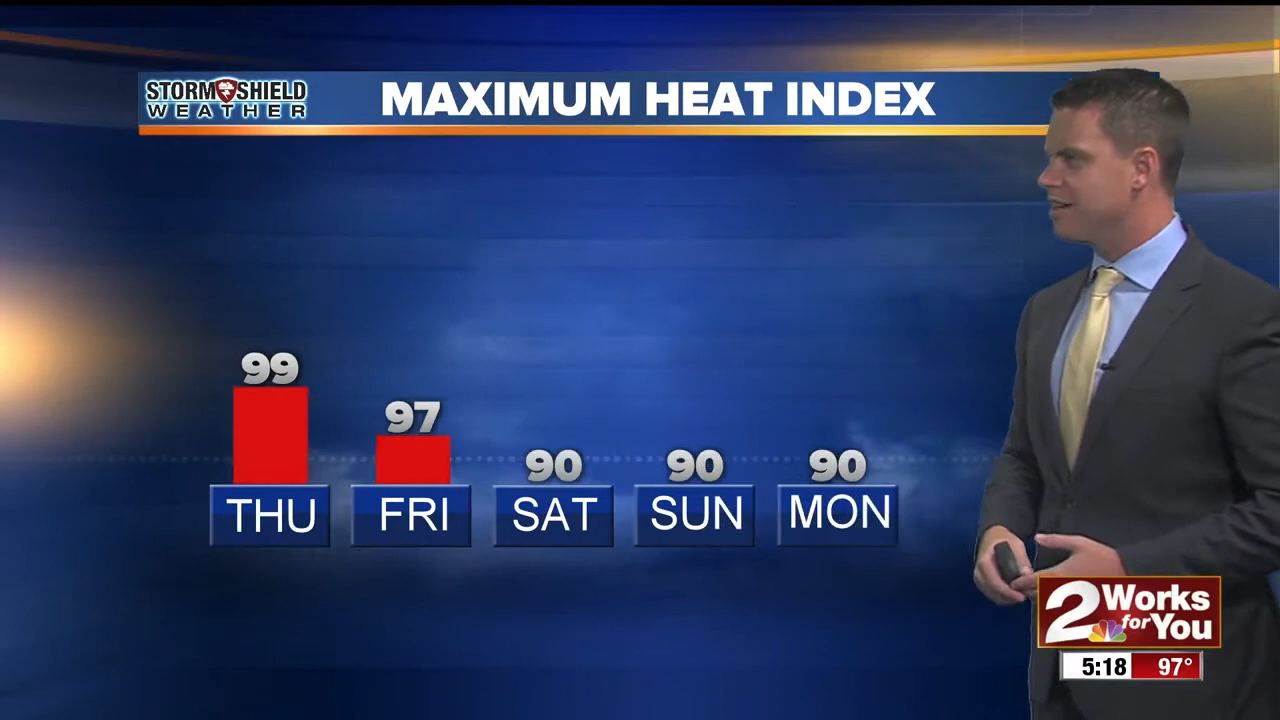 STORM SHIELD
WEATHER
MAXIMUM HEAT INDEX
99
97
90
90
90
THU
FRI
SAT
SUN
MON
2 Works
for You
5:18
97°